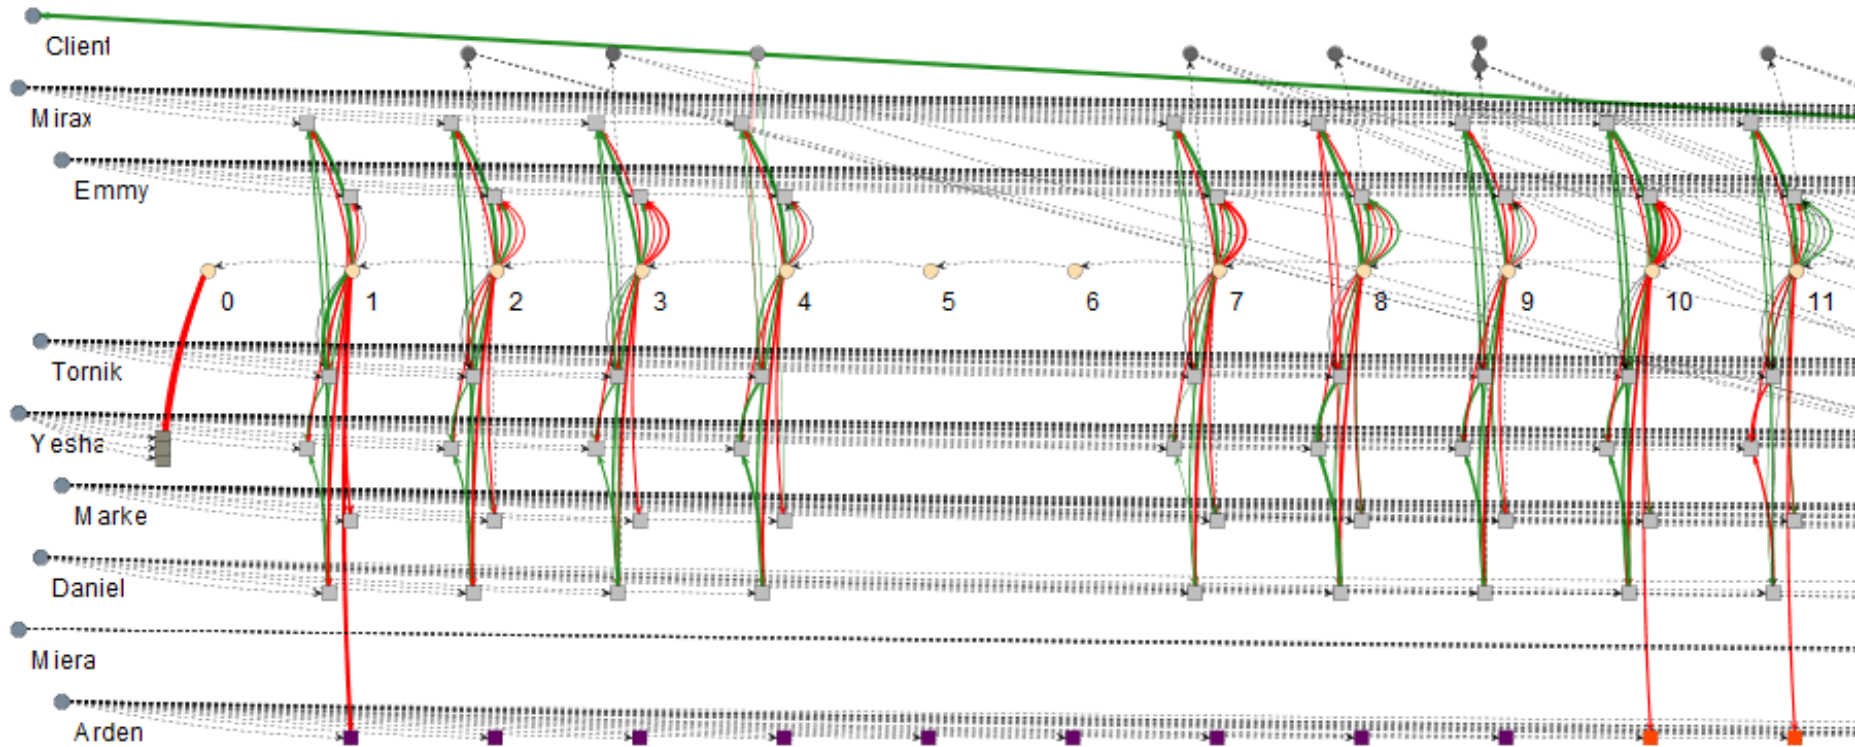 Client
Mirax
Emmy
0 1 2 3 4 5 6 7 8 9 10 11
Tornik
Yesha
Marke
Daniel
Miera
Arden